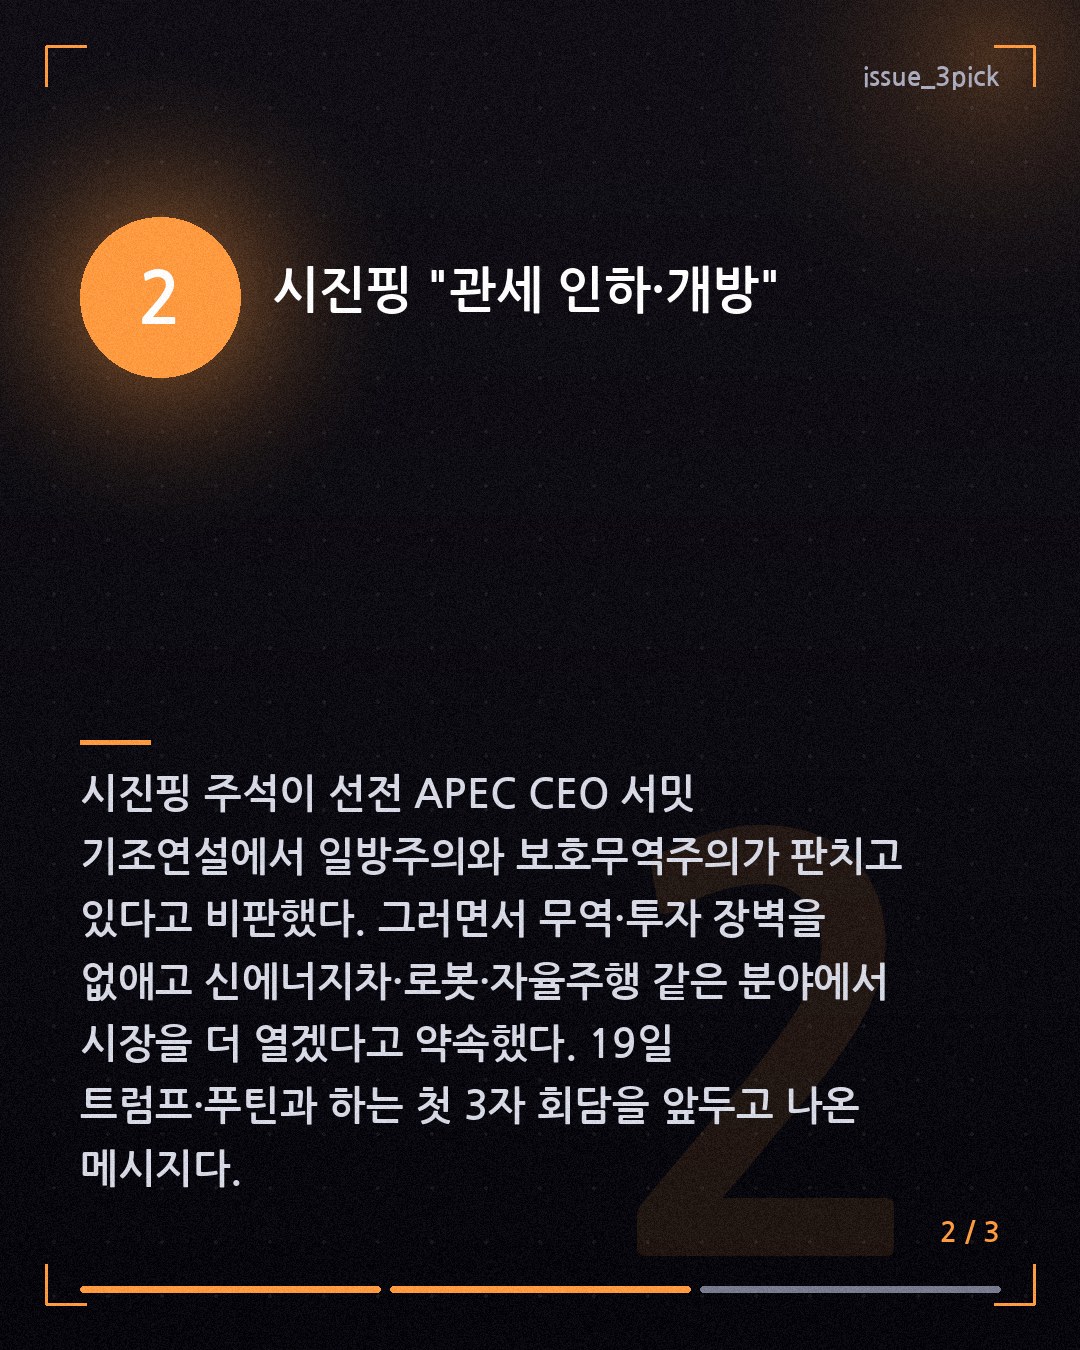 issue_3pick
2
시진핑 "관세 인하·개방"
시진핑 주석이 선전 APEC CEO 서밋
기조연설에서 일방주의와 보호무역주의가 판치고
있다고 비판했다. 그러면서 무역·투자 장벽을
없애고 신에너지차·로봇·자율주행 같은 분야에서
시장을 더 열겠다고 약속했다. 19일
트럼프·푸틴과 하는 첫 3자 회담을 앞두고 나온
메시지다.
2
2 / 3